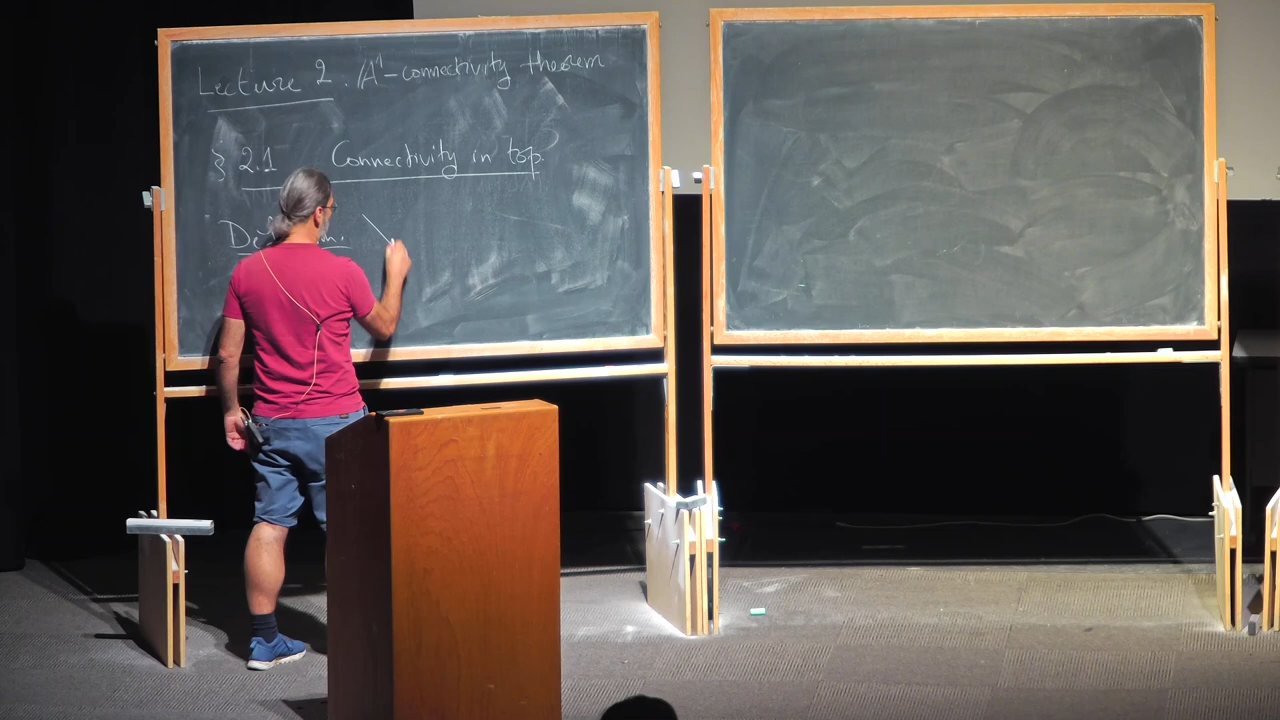 Lecture 2. A¹-connectivity theorem
§ 2.1 Connectivity in top.